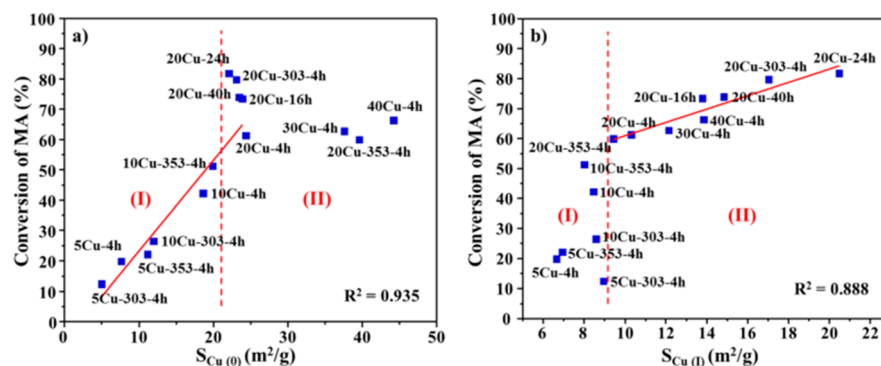 a)
100
90
80
70
60
50
40
30
20
10
0
Conversion of MA (%)
20Cu-24h
20Cu-303-4h
20Cu-40h
20Cu-16h
40Cu-4h
30Cu-4h
20Cu-4h
20Cu-353-4h
10Cu-353-4h
10Cu-4h
(I)
(II)
5Cu-4h
10Cu-303-4h
5Cu-353-4h
5Cu-303-4h
R² = 0.935
0 10 20 30 40 50
S Cu (0) (m²/g)
b)
100
90
80
70
60
50
40
30
20
10
0
Conversion of MA (%)
20Cu-24h
20Cu-303-4h
20Cu-16h
20Cu-40h
20Cu-4h
40Cu-4h
30Cu-4h
20Cu-353-4h
10Cu-353-4h
10Cu-4h
(I)
(II)
10Cu-303-4h
5Cu-353-4h
5Cu-4h
5Cu-303-4h
R² = 0.888
6 8 10 12 14 16 18 20 22
S Cu (I) (m²/g)